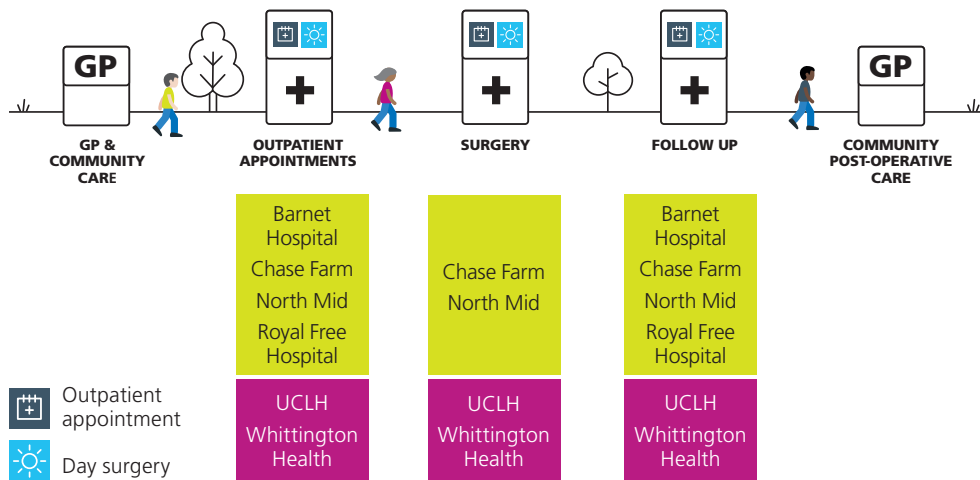 GP
GP
GP &
COMMUNITY
CARE
OUTPATIENT
APPOINTMENTS
SURGERY
FOLLOW UP
COMMUNITY
POST-OPERATIVE
CARE
Barnet
Hospital
Chase Farm
North Mid
Royal Free
Hospital
UCLH
Whittington
Health
Chase Farm
North Mid
UCLH
Whittington
Health
Barnet
Hospital
Chase Farm
North Mid
Royal Free
Hospital
UCLH
Whittington
Health
Outpatient
appointment
Day surgery